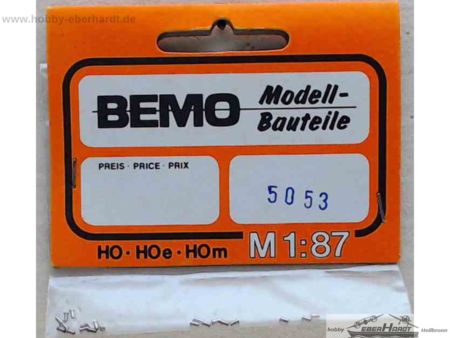 www.hobby-eberhardt.de
BEMO
Modell-
Bauteile
PREIS · PRICE · PRIX
5053
HO · HOe · HOm
M 1:87
hobby EBERHARDT Heilbronn